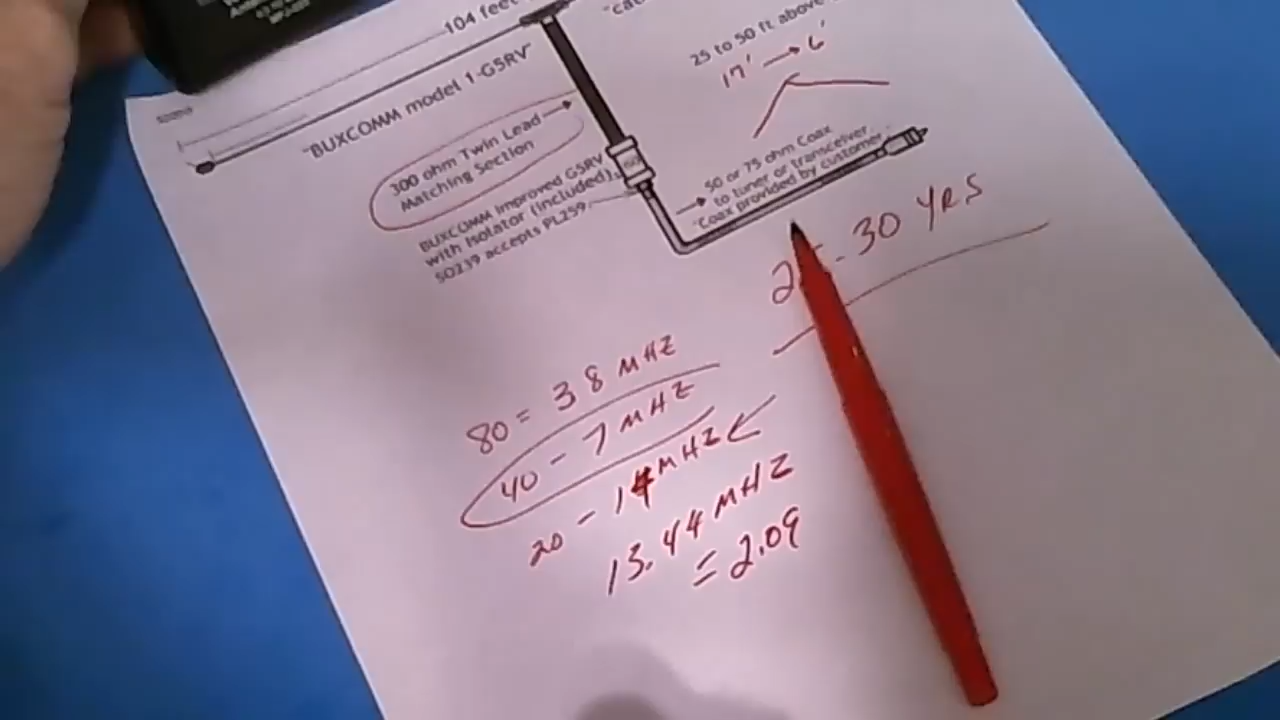 104 feet
"BUXCOMM model 1-G5RV"
300 ohm Twin Lead
Matching Section
BUXCOMM Improved G5RV
with Isolator (included)
SO239 accepts PL259
25 to 50 ft above
17' → 6'
50 or 75 ohm Coax
to tuner or transceiver
"Coax provided by customer"
30 YRS
80 = 38 MHZ
40 - 7 MHZ
20 - 14 MHZ
13.44 MHZ
= 2.09